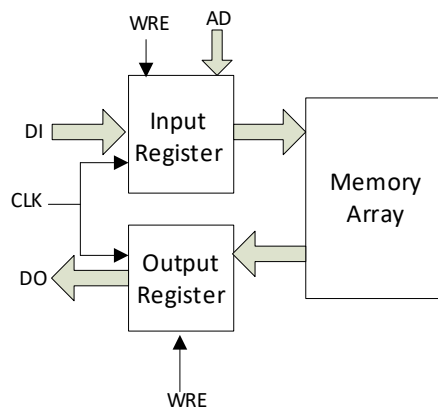 WRE
AD
DI
Input
Register
CLK
Memory
Array
Output
Register
DO
WRE